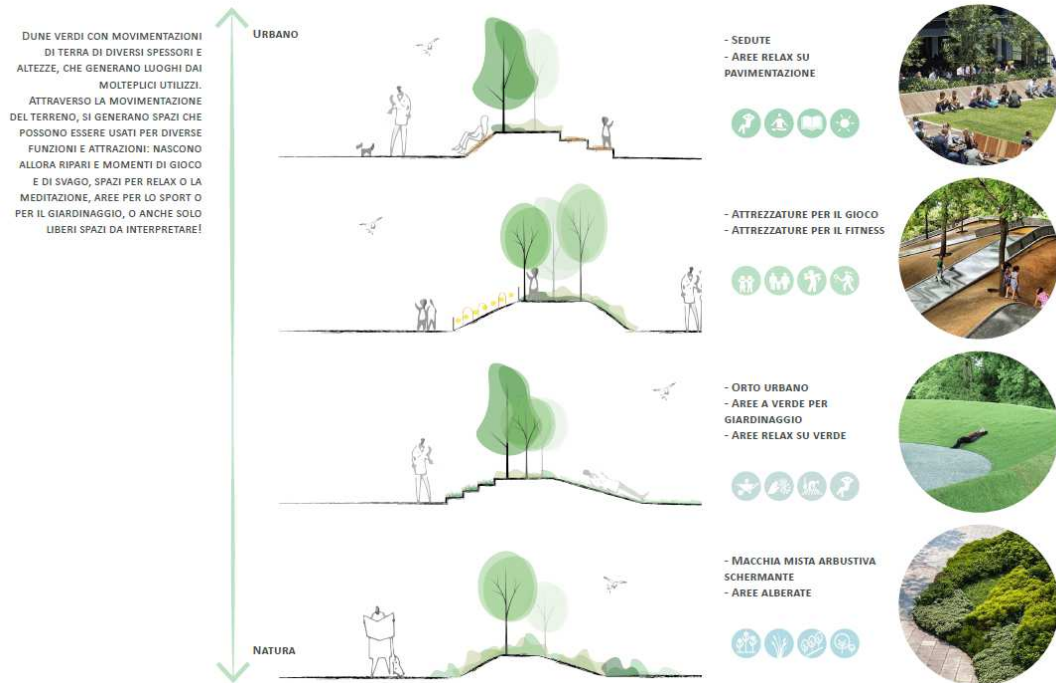 DUNE VERDI CON MOVIMENTAZIONI
DI TERRA DI DIVERSI SPESSORI E
ALTEZZE, CHE GENERANO LUOGHI DAI
MOLTEPLICI UTILIZZI.
ATTRAVERSO LA MOVIMENTAZIONE
DEL TERRENO, SI GENERANO SPAZI CHE
POSSONO ESSERE USATI PER DIVERSE
FUNZIONI E ATTRAZIONI: NASCONO
ALLORA RIPARI E MOMENTI DI GIOCO
E DI SVAGO, SPAZI PER RELAX O LA
MEDITAZIONE, AREE PER LO SPORT O
PER IL GIARDINAGGIO, O ANCHE SOLO
LIBERI SPAZI DA INTERPRETARE!
URBANO
- SEDUTE
- AREE RELAX SU
PAVIMENTAZIONE
- ATTREZZATURE PER IL GIOCO
- ATTREZZATURE PER IL FITNESS
- ORTO URBANO
- AREE A VERDE PER
GIARDINAGGIO
- AREE RELAX SU VERDE
- MACCHIA MISTA ARBUSTIVA
SCHERMANTE
- AREE ALBERATE
NATURA